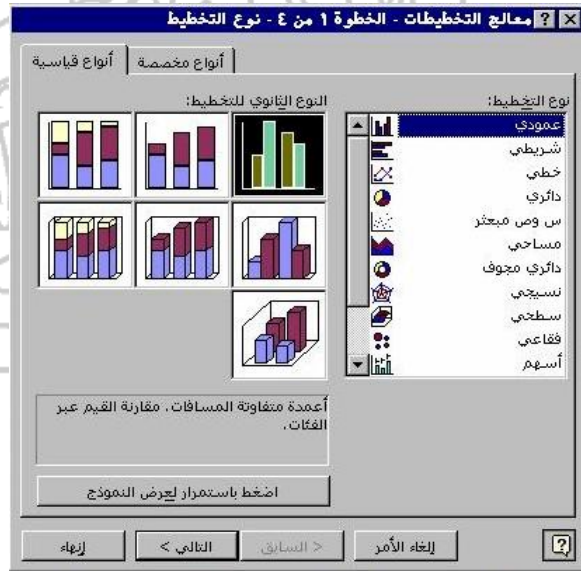 معالج التخطيطات - الخطوة ١ من ٤ - نوع التخطيط
أنواع قياسية
أنواع مخصصة
نوع التخطيط:
عمودي
شريطي
خطي
دائري
س وص مبعثر
مساحي
دائري مجوف
نسيجي
سطحي
فقاعي
أسهم
النوع الثانوي للتخطيط:
أعمدة متفاوتة المسافات. مقارنة القيم عبر
الفئات.
اضغط باستمرار لعرض النموذج
إلغاء الأمر
< السابق
التالي >
إنهاء